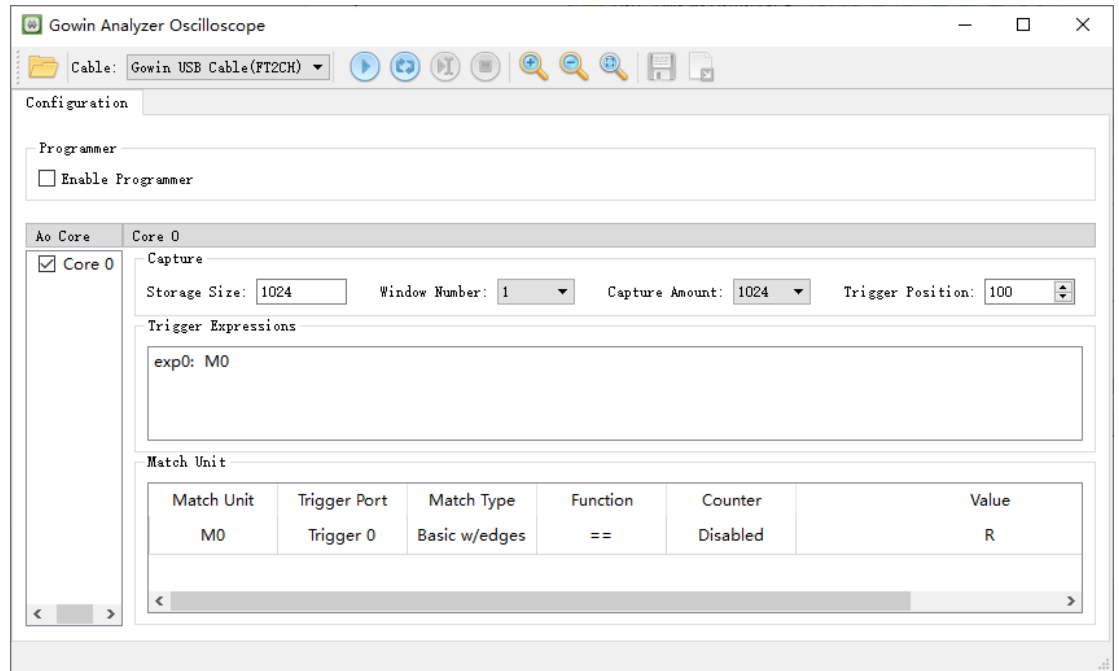 Gowin Analyzer Oscilloscope
Cable: Gowin USB Cable(FT2CH)
Configuration
Programmer
Enable Programmer
Ao Core Core 0
Core 0
Capture
Storage Size: 1024 Window Number: 1 Capture Amount: 1024 Trigger Position: 100
Trigger Expressions
exp0: M0
Match Unit
Match Unit Trigger Port Match Type Function Counter Value
M0 Trigger 0 Basic w/edges == Disabled R